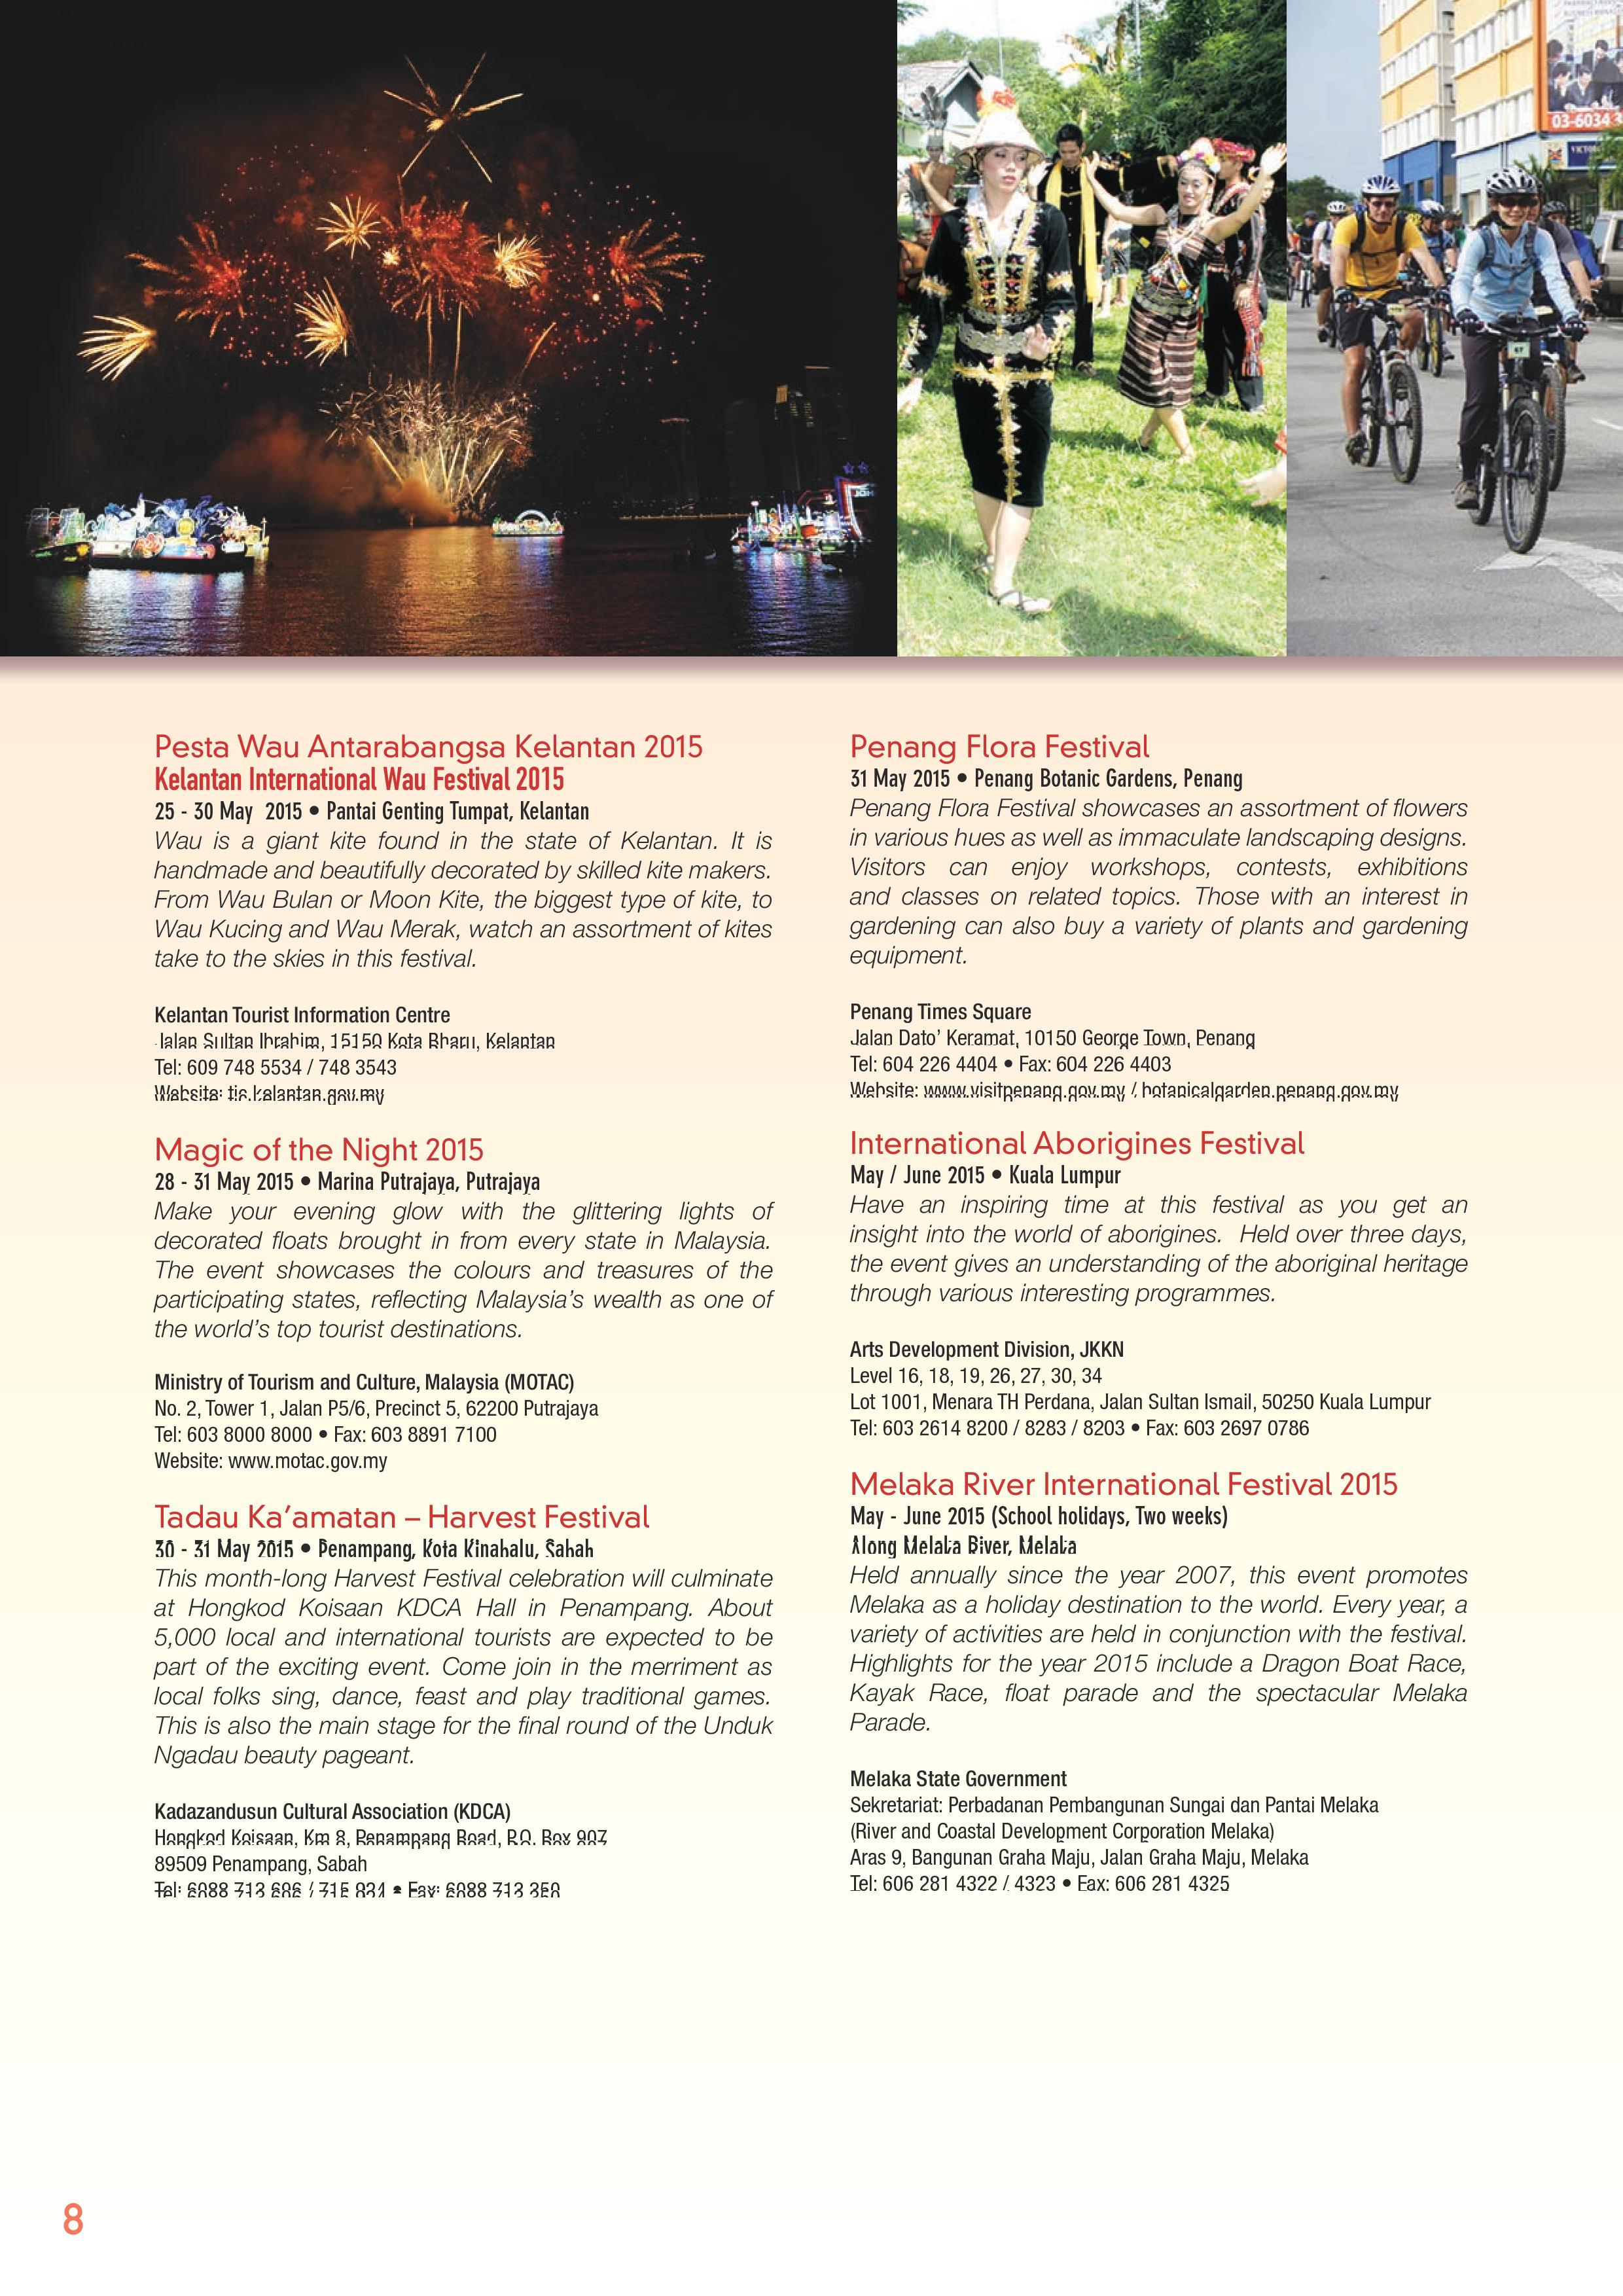 03-6034
VICTOR
67
Pesta Wau Antarabangsa Kelantan 2015
Kelantan International Wau Festival 2015
25 - 30 May 2015 • Pantai Genting Tumpat, Kelantan
Wau is a giant kite found in the state of Kelantan. It is
handmade and beautifully decorated by skilled kite makers.
From Wau Bulan or Moon Kite, the biggest type of kite, to
Wau Kucing and Wau Merak, watch an assortment of kites
take to the skies in this festival.
Kelantan Tourist Information Centre
Jalan Sultan Ibrahim, 15150 Kota Bharu, Kelantan
Tel: 609 748 5534 / 748 3543
Website: tic.kelantan.gov.my
Magic of the Night 2015
28 - 31 May 2015 • Marina Putrajaya, Putrajaya
Make your evening glow with the glittering lights of
decorated floats brought in from every state in Malaysia.
The event showcases the colours and treasures of the
participating states, reflecting Malaysia's wealth as one of
the world's top tourist destinations.
Ministry of Tourism and Culture, Malaysia (MOTAC)
No. 2, Tower 1, Jalan P5/6, Precinct 5, 62200 Putrajaya
Tel: 603 8000 8000 • Fax: 603 8891 7100
Website: www.motac.gov.my
Tadau Ka'amatan – Harvest Festival
30 - 31 May 2015 • Penampang, Kota Kinabalu, Sabah
This month-long Harvest Festival celebration will culminate
at Hongkod Koisaan KDCA Hall in Penampang. About
5,000 local and international tourists are expected to be
part of the exciting event. Come join in the merriment as
local folks sing, dance, feast and play traditional games.
This is also the main stage for the final round of the Unduk
Ngadau beauty pageant.
Kadazandusun Cultural Association (KDCA)
Hongkod Koisaan, Km 8, Penampang Road, P.O. Box
89509 Penampang, Sabah
Tel: 6088 713 / • Fax: 6088 713
Penang Flora Festival
31 May 2015 • Penang Botanic Gardens, Penang
Penang Flora Festival showcases an assortment of flowers
in various hues as well as immaculate landscaping designs.
Visitors can enjoy workshops, contests, exhibitions
and classes on related topics. Those with an interest in
gardening can also buy a variety of plants and gardening
equipment.
Penang Times Square
Jalan Dato' Keramat, 10150 George Town, Penang
Tel: 604 226 4404 • Fax: 604 226 4403
Website: www.visitpenang.gov.my / botanicalgarden.penang.gov.my
International Aborigines Festival
May / June 2015 • Kuala Lumpur
Have an inspiring time at this festival as you get an
insight into the world of aborigines. Held over three days,
the event gives an understanding of the aboriginal heritage
through various interesting programmes.
Arts Development Division, JKKN
Level 16, 18, 19, 26, 27, 30, 34
Lot 1001, Menara TH Perdana, Jalan Sultan Ismail, 50250 Kuala Lumpur
Tel: 603 2614 8200 / 8283 / 8203 • Fax: 603 2697 0786
Melaka River International Festival 2015
May - June 2015 (School holidays, Two weeks)
Along Melaka River, Melaka
Held annually since the year 2007, this event promotes
Melaka as a holiday destination to the world. Every year, a
variety of activities are held in conjunction with the festival.
Highlights for the year 2015 include a Dragon Boat Race,
Kayak Race, float parade and the spectacular Melaka
Parade.
Melaka State Government
Sekretariat: Perbadanan Pembangunan Sungai dan Pantai Melaka
(River and Coastal Development Corporation Melaka)
Aras 9, Bangunan Graha Maju, Jalan Graha Maju, Melaka
Tel: 606 281 4322 / 4323 • Fax: 606 281 4325
8